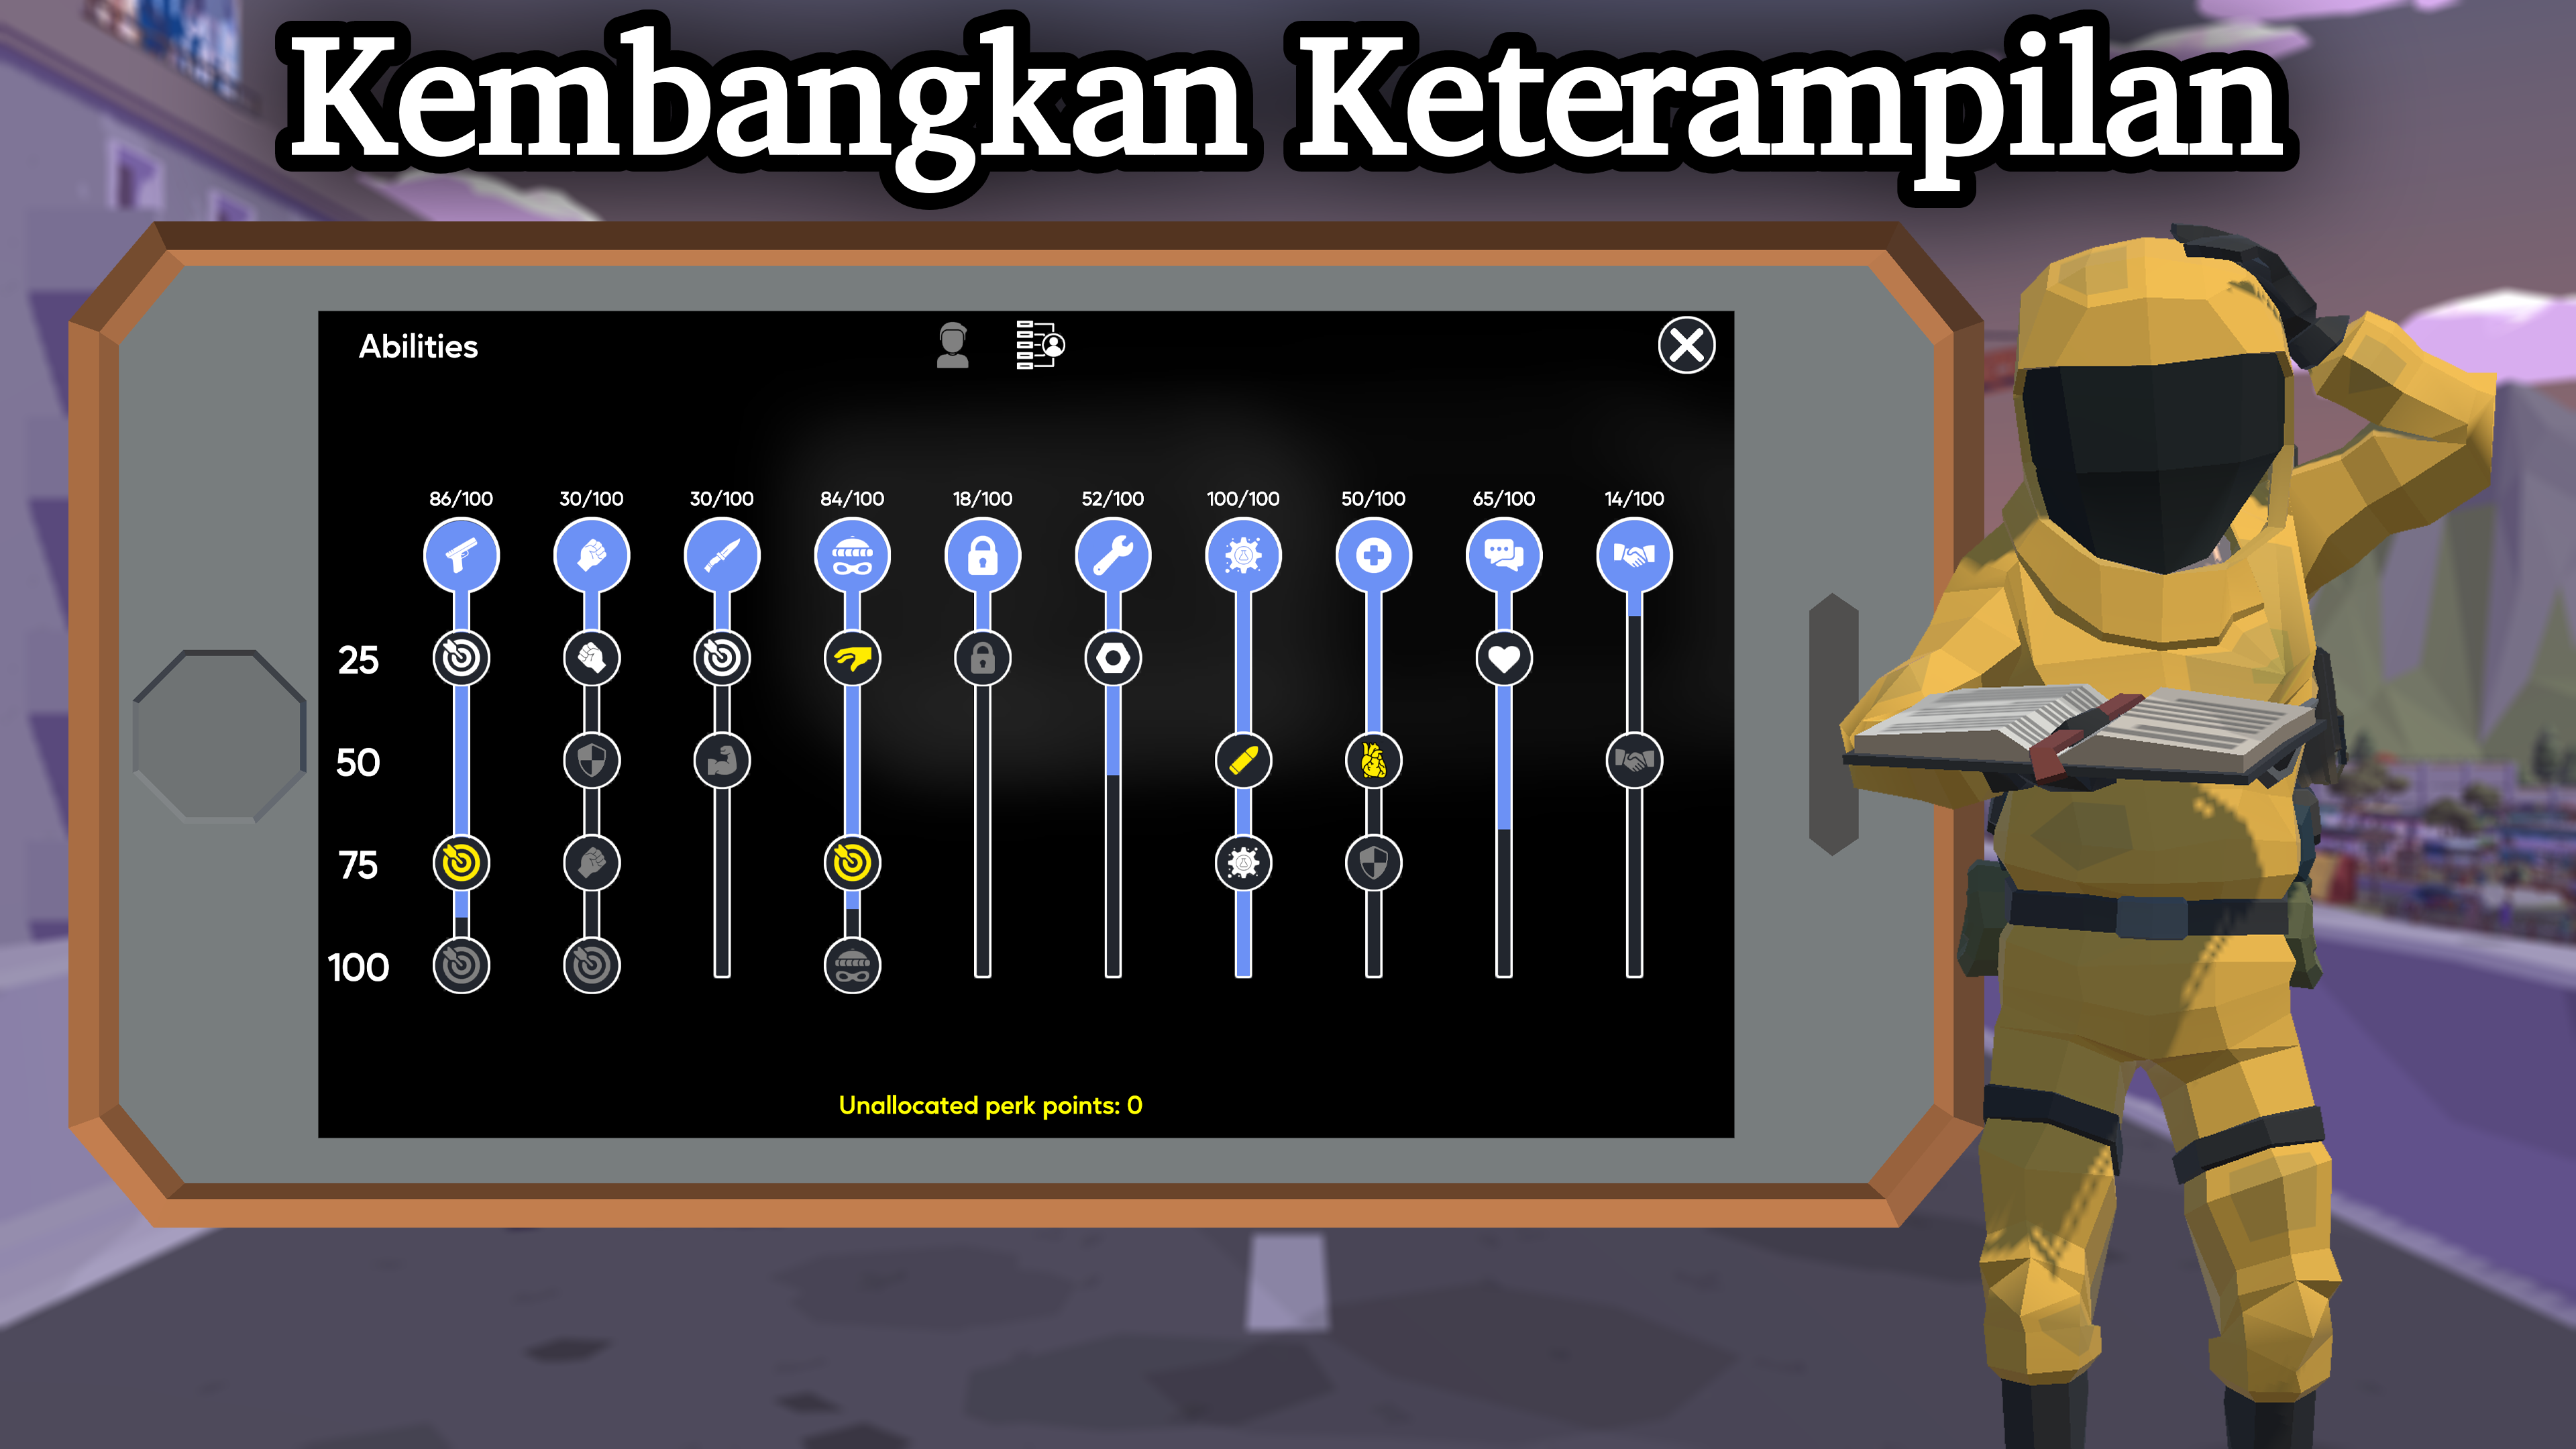 Kembangkan Keterampilan
Abilities
86/100 30/100 30/100 84/100 18/100 52/100 100/100 50/100 65/100 14/100
25
50
75
100
Unallocated perk points: 0